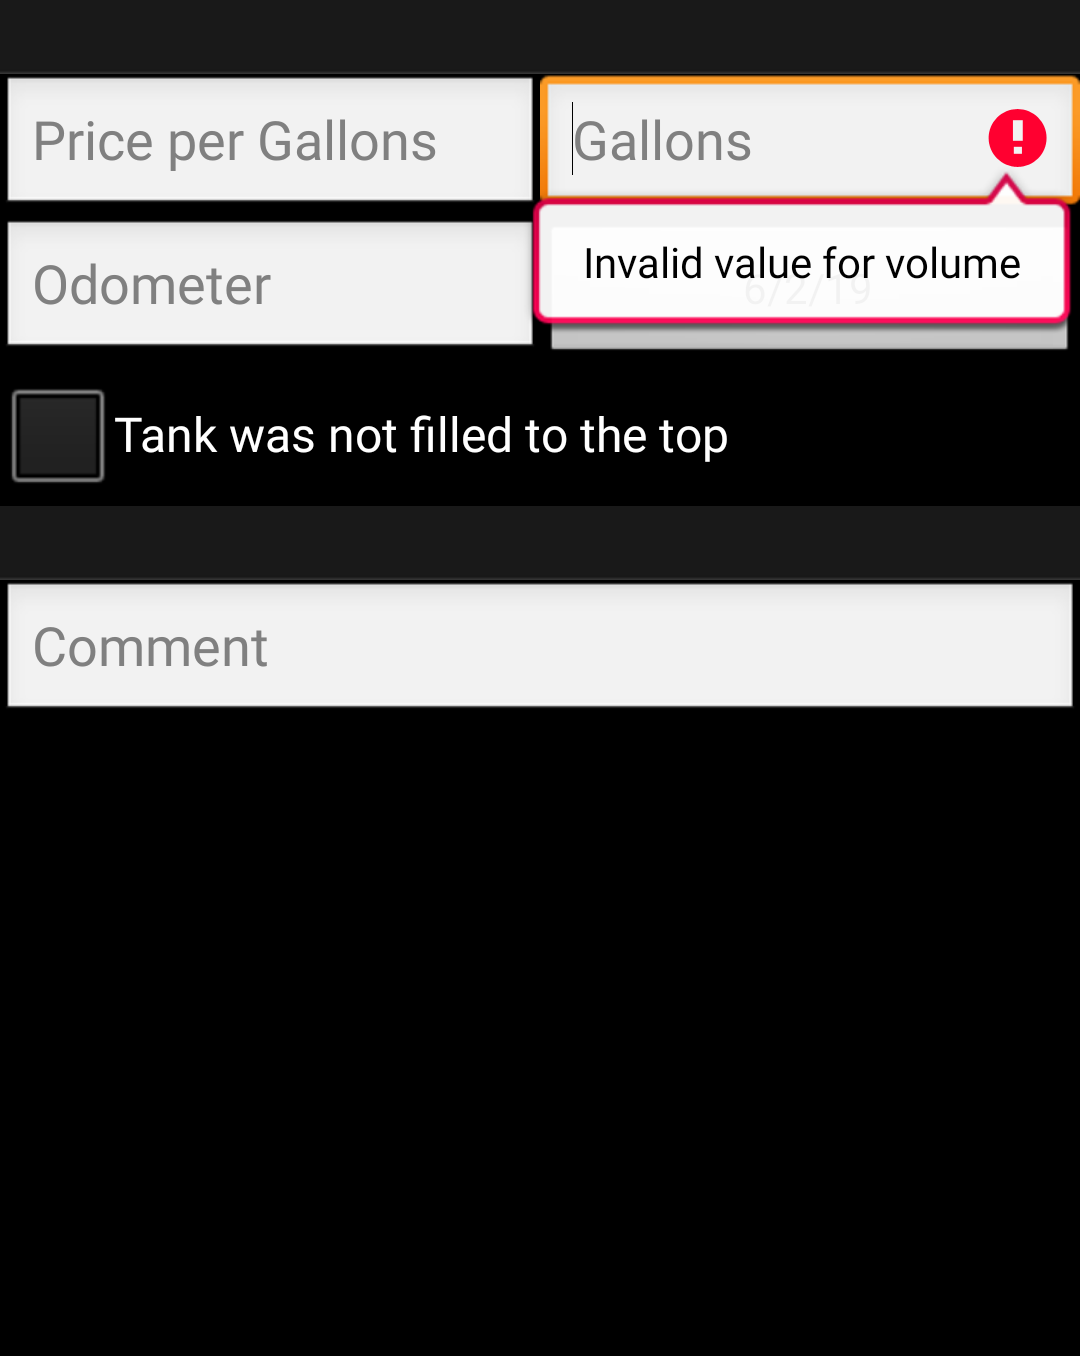 Price per Gallons
Gallons
Invalid value for volume
Odometer
6/2/19
Tank was not filled to the top
Comment